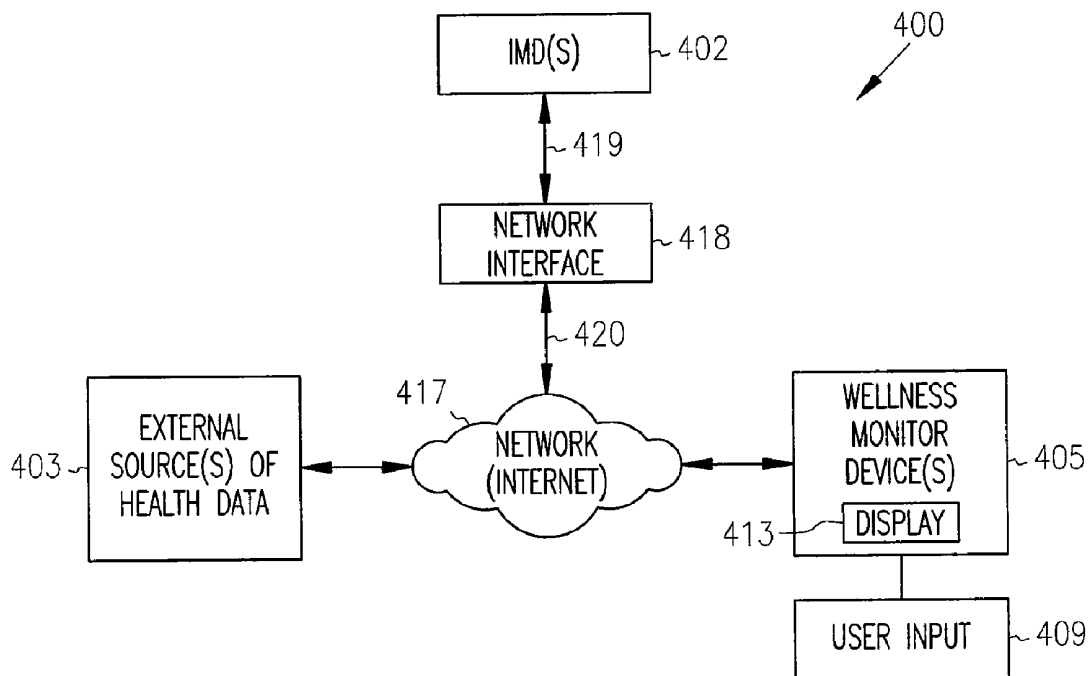 400
IMD(S)
402
419
NETWORK
INTERFACE
418
420
417
NETWORK
(INTERNET)
EXTERNAL
SOURCE(S) OF
HEALTH DATA
403
WELLNESS
MONITOR
DEVICE(S)
405
413
DISPLAY
USER INPUT
409